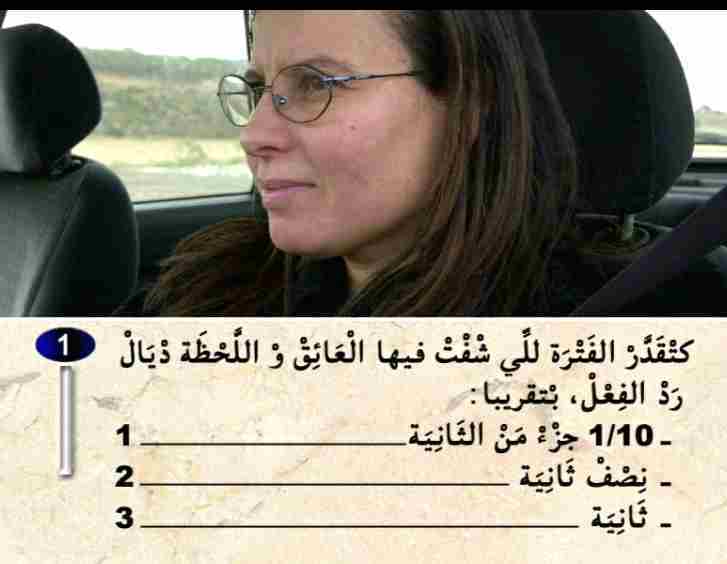 1
كتْقَدَّرْ الفَتْرَة للِّي شْفْتْ فيها الْعَائِقْ وْ اللَّحْظَة دْيَالْ
رَدْ الفِعْلْ، بْتقريبا:
ـ 1/10 جزْءْ مَنْ الثَانِيَة 1
ـ نِصْفْ ثَانِيَة 2
ـ ثَانِيَة 3